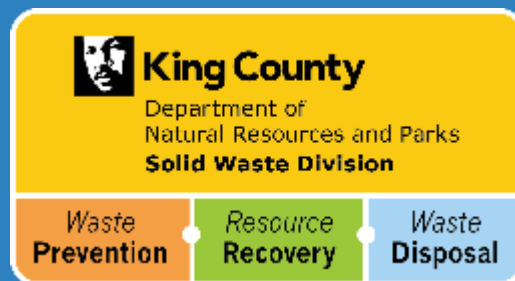 King County
Department of
Natural Resources and Parks
Solid Waste Division
Waste
Prevention
Resource
Recovery
Waste
Disposal